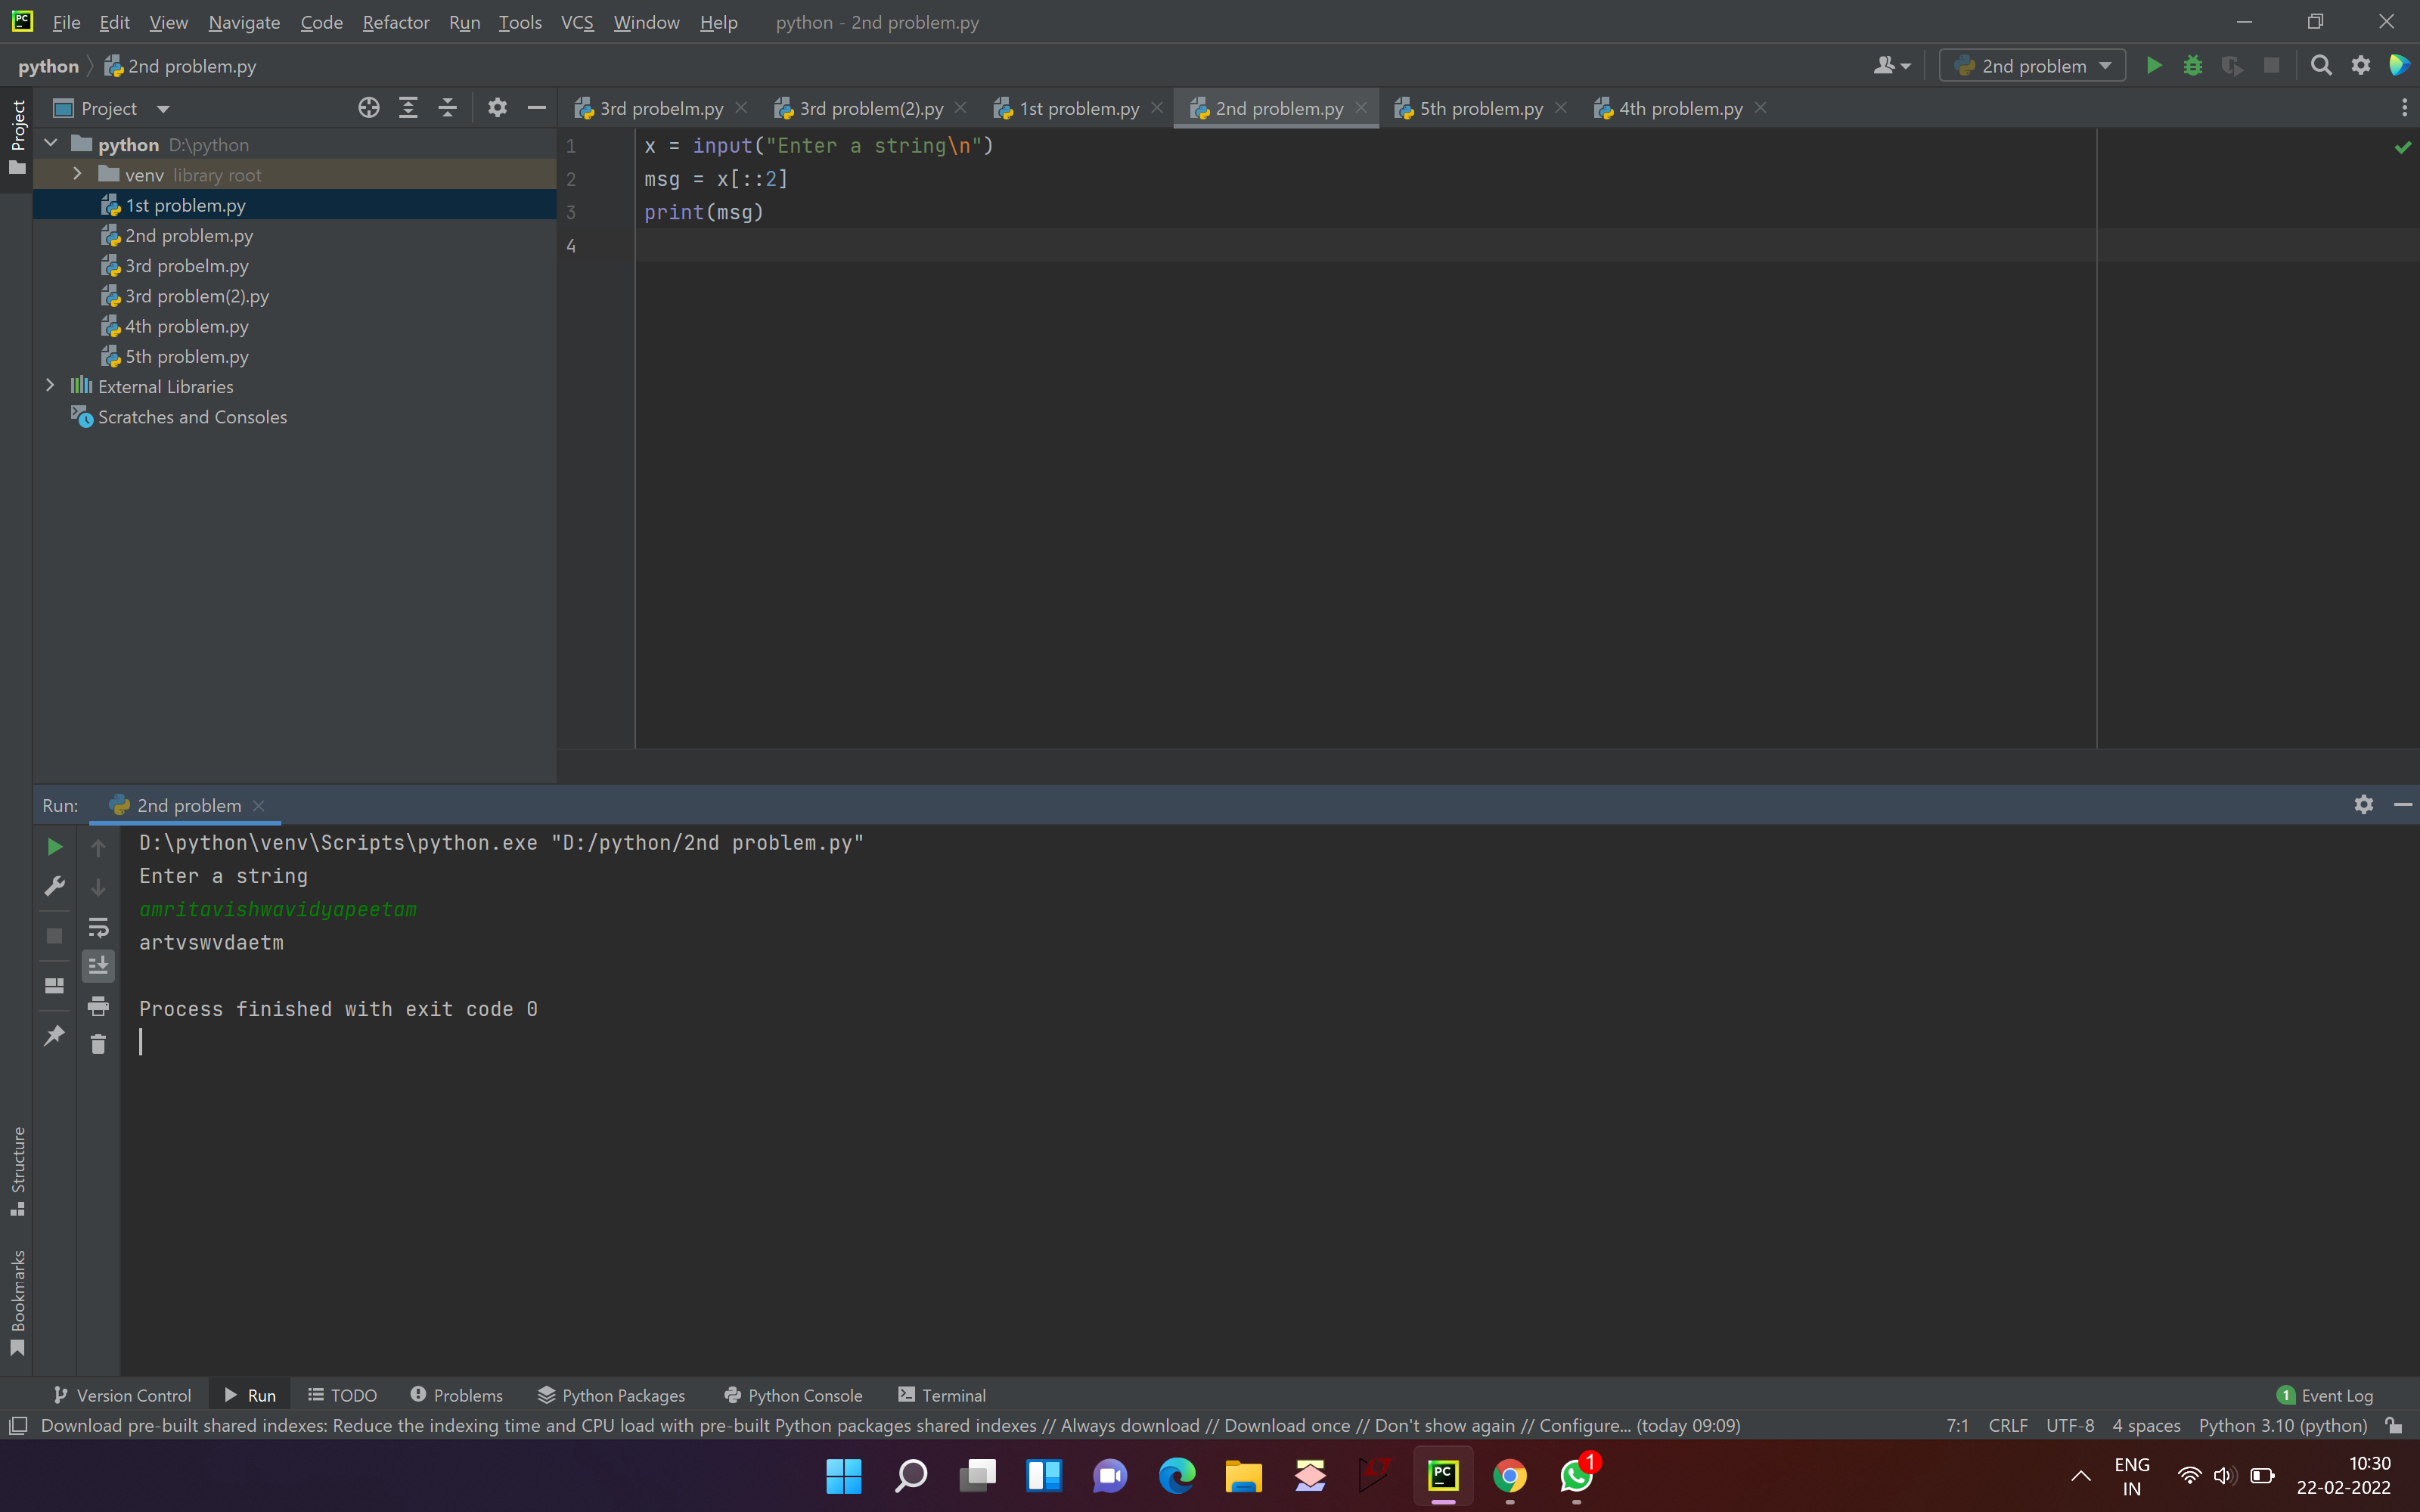 PC File Edit View Navigate Code Refactor Run Tools VCS Window Help python - 2nd problem.py
python 2nd problem.py 2nd problem
Project 3rd probelm.py 3rd problem(2).py 1st problem.py 2nd problem.py 5th problem.py 4th problem.py
Project
python D:\python
venv library root
1st problem.py
2nd problem.py
3rd probelm.py
3rd problem(2).py
4th problem.py
5th problem.py
External Libraries
Scratches and Consoles
1 x = input("Enter a string\n")
2 msg = x[::2]
3 print(msg)
4
Run: 2nd problem
D:\python\venv\Scripts\python.exe "D:/python/2nd problem.py"
Enter a string
amritavishwavidyapeetam
artvswvdaetm
Process finished with exit code 0
Structure
Bookmarks
Version Control Run TODO Problems Python Packages Python Console Terminal 1 Event Log
Download pre-built shared indexes: Reduce the indexing time and CPU load with pre-built Python packages shared indexes // Always download // Download once // Don't show again // Configure... (today 09:09) 7:1 CRLF UTF-8 4 spaces Python 3.10 (python)
PC 1 ENG 10:30
IN 22-02-2022